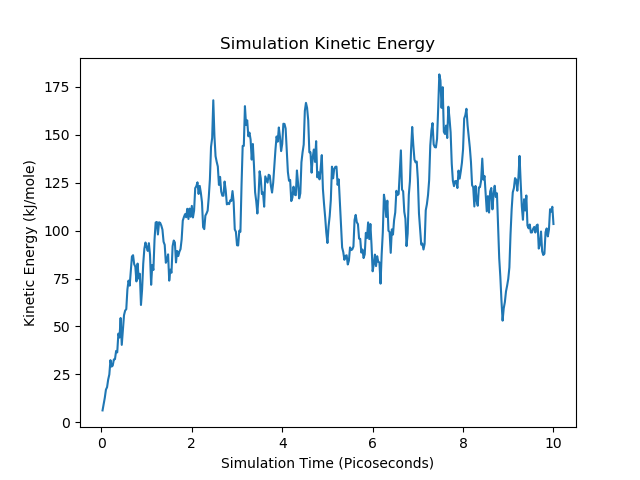 Simulation Kinetic Energy
Kinetic Energy (kJ/mole)
175
150
125
100
75
50
25
0
0 2 4 6 8 10
Simulation Time (Picoseconds)